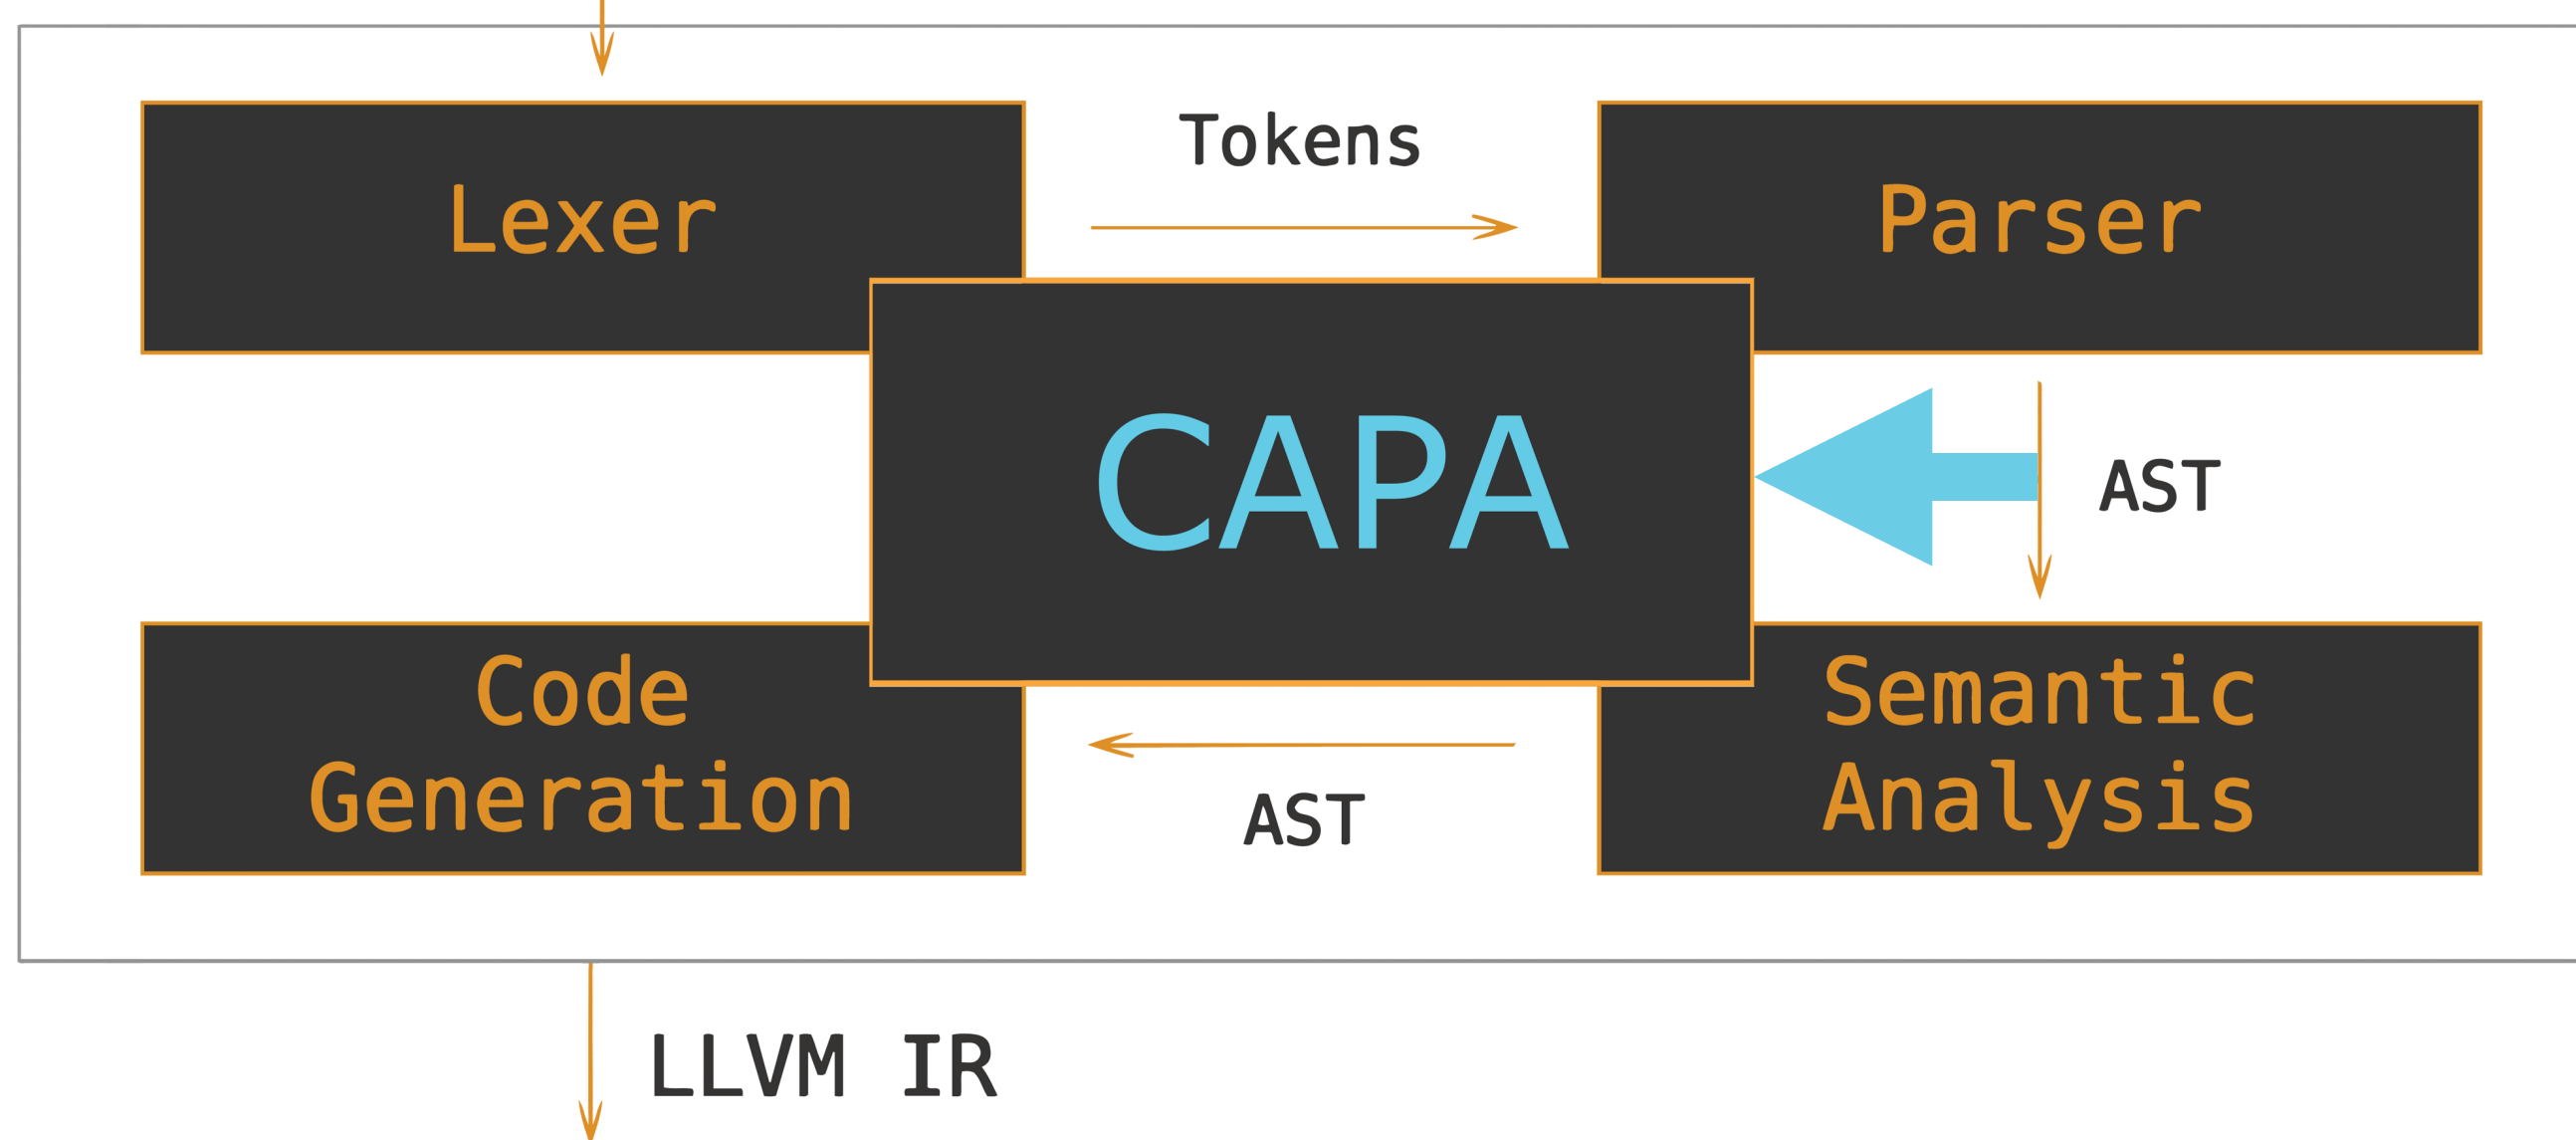 Tokens
Lexer
Parser
CAPA
AST
Code
Generation
Semantic
Analysis
AST
LLVM IR